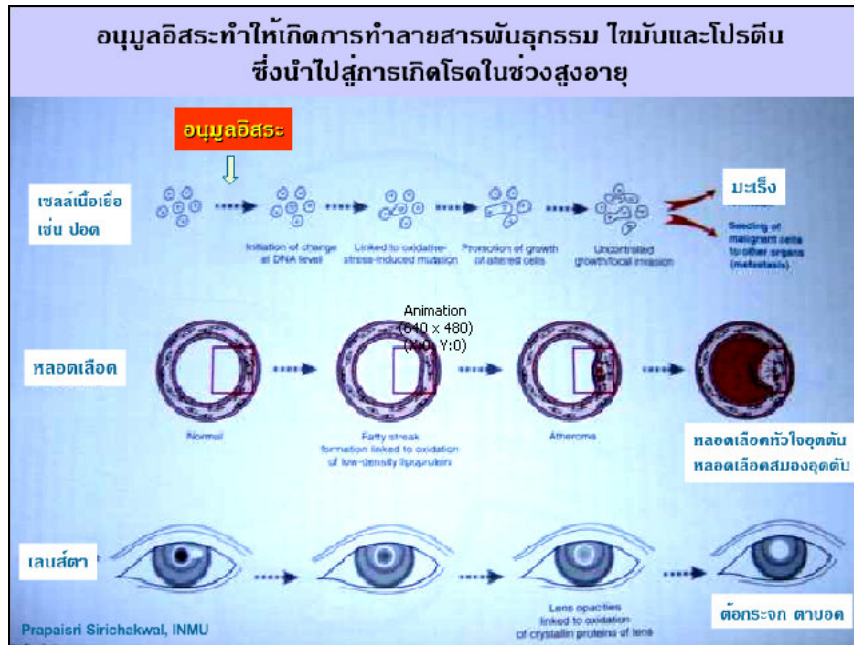 อนุมูลอิสระทำให้เกิดการทำลายสารพันธุกรรม ไขมันและโปรตีน
ซึ่งนำไปสู่การเกิดโรคในช่วงสูงอายุ
อนุมูลอิสระ
เซลล์เนื้อเยื่อ
เช่น ปอด
มะเร็ง
Initiation of change
at DNA level
Linked to oxidative-
stress-induced mutation
Promotion of growth
of altered cells
Uncontrolled
growth/focal invasion
Seeding of
malignant cells
to other organs
(metastasis)
Animation
(640 x 480)
(X:0, Y:0)
หลอดเลือด
Normal
Fatty streak
formation linked to oxidation
of low-density lipoproteins
Atheroma
หลอดเลือดหัวใจอุดตัน
หลอดเลือดสมองอุดตัน
เลนส์ตา
Lens opacities
linked to oxidation
of crystallin proteins of lens
ต้อกระจก ตาบอด
Prapaisri Sirichakwal, INMU